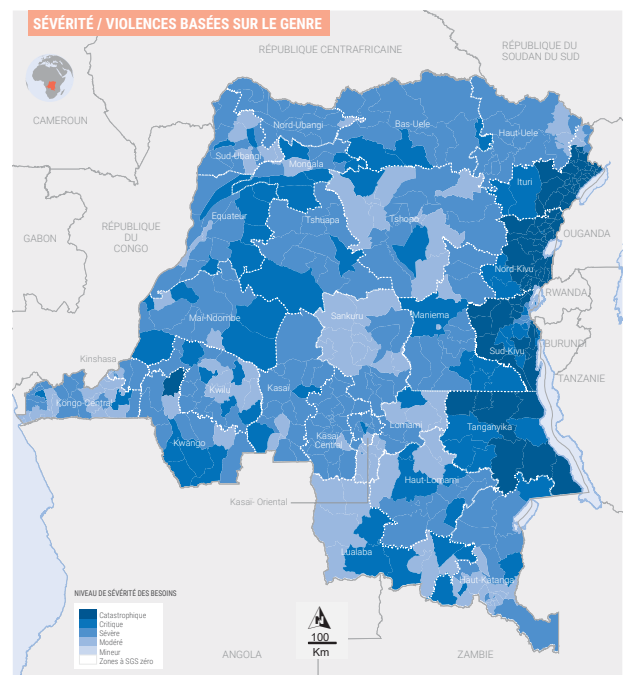 SÉVÉRITÉ / VIOLENCES BASÉES SUR LE GENRE
RÉPUBLIQUE CENTRAFRICAINE
RÉPUBLIQUE DU
SOUDAN DU SUD
CAMEROUN
Nord-Ubangi
Bas-Uele
Haut-Uele
Sud-Ubangi
Mongala
Ituri
Equateur
Tshuapa
Tshopo
GABON
RÉPUBLIQUE
DU
CONGO
OUGANDA
Nord-Kivu
RWANDA
Maï-Ndombe
Sankuru
Maniema
BURUNDI
Sud-Kivu
Kinshasa
TANZANIE
Kwilu
Kasaï
Kongo-Central
Lomami
Tanganyika
Kwango
Kasaï-
Central
Haut-Lomami
Kasaï- Oriental
Lualaba
Haut-Katanga
NIVEAU DE SÉVÉRITÉ DES BESOINS
Catastrophique
Critique
Sévère
Modéré
Mineur
Zones à SGS zéro
100
Km
ANGOLA
ZAMBIE